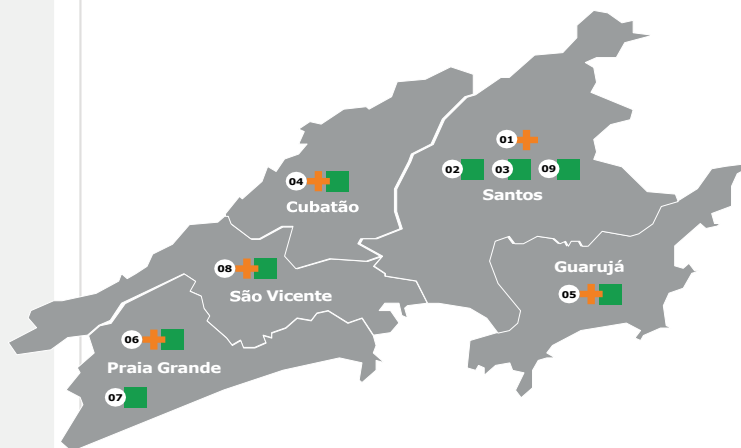 01
02 03 09
Santos
04
Cubatão
08
São Vicente
Guarujá
05
06
Praia Grande
07